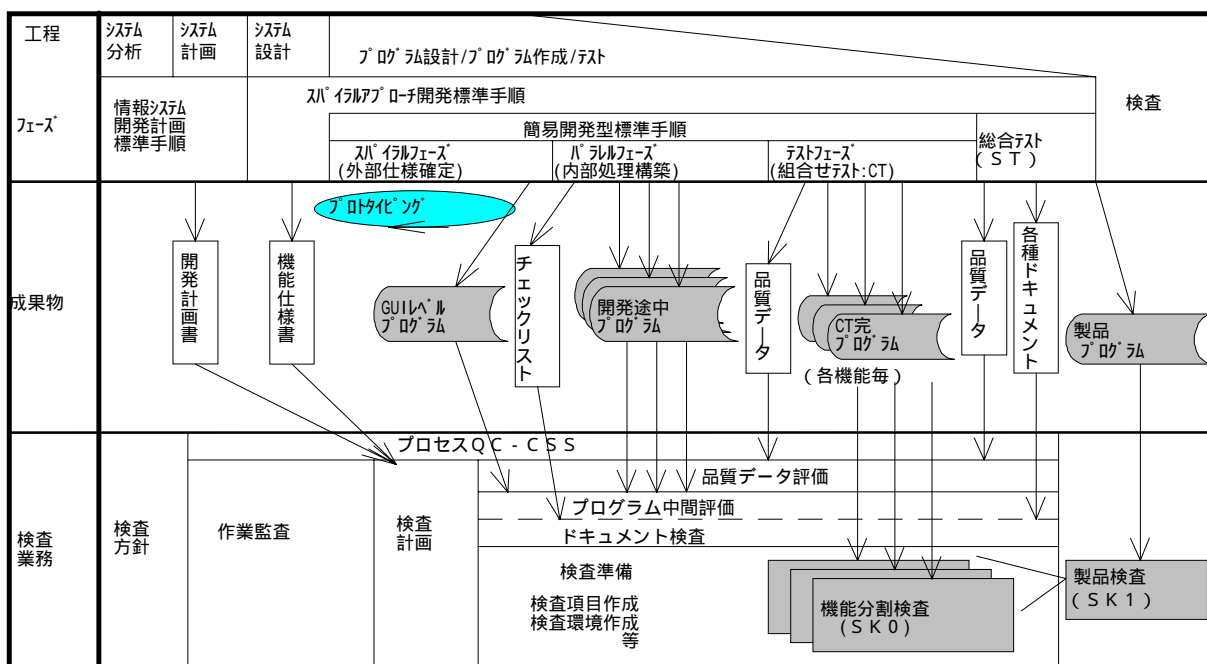 工程
ｼｽﾃﾑ
分析
ｼｽﾃﾑ
計画
ｼｽﾃﾑ
設計
ﾌﾟﾛｸﾞﾗﾑ設計/ﾌﾟﾛｸﾞﾗﾑ作成/ﾃｽﾄ
検査
ﾌｪｰｽﾞ
情報ｼｽﾃﾑ
開発計画
標準手順
ｽﾊﾟｲﾗﾙｱﾌﾟﾛｰﾁ開発標準手順
簡易開発型標準手順
ｽﾊﾟｲﾗﾙﾌｪｰｽﾞ
(外部仕様確定)
ﾊﾟﾗﾚﾙﾌｪｰｽﾞ
(内部処理構築)
ﾃｽﾄﾌｪｰｽﾞ
(組合せﾃｽﾄ:CT)
総合ﾃｽﾄ
(ＳＴ)
成果物
開発計画書
機能仕様書
ﾌﾟﾛﾄﾀｲﾋﾟﾝｸﾞ
GUIﾚﾍﾞﾙ
ﾌﾟﾛｸﾞﾗﾑ
チェックリスト
開発途中
ﾌﾟﾛｸﾞﾗﾑ
品質データ
CT完
ﾌﾟﾛｸﾞﾗﾑ
(各機能毎)
品質データ
各種ドキュメント
製品
ﾌﾟﾛｸﾞﾗﾑ
検査
業務
検査
方針
プロセスＱＣ-ＣＳＳ
作業監査
検査
計画
品質データ評価
プログラム中間評価
ドキュメント検査
検査準備
検査項目作成
検査環境作成
等
機能分割検査
(ＳＫ０)
製品検査
(ＳＫ１)